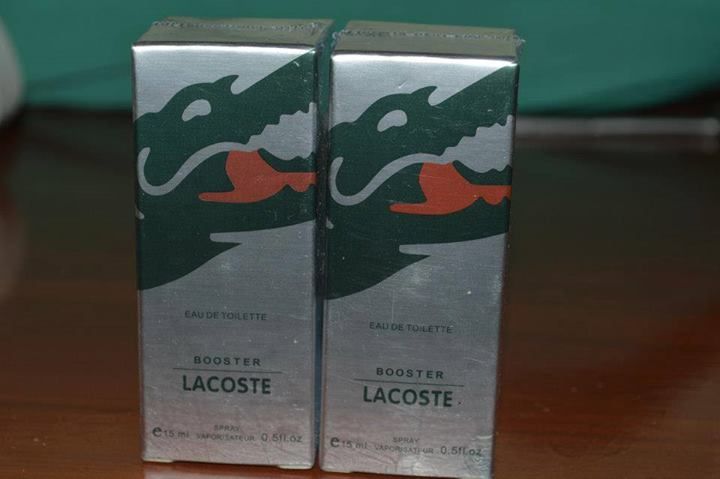 EAU DE TOILETTE
BOOSTER
LACOSTE
SPRAY
e 15 ml VAPORISATEUR 0.5fl.oz
EAU DE TOILETTE
BOOSTER
LACOSTE
SPRAY
e 15 ml VAPORISATEUR 0.5fl.oz